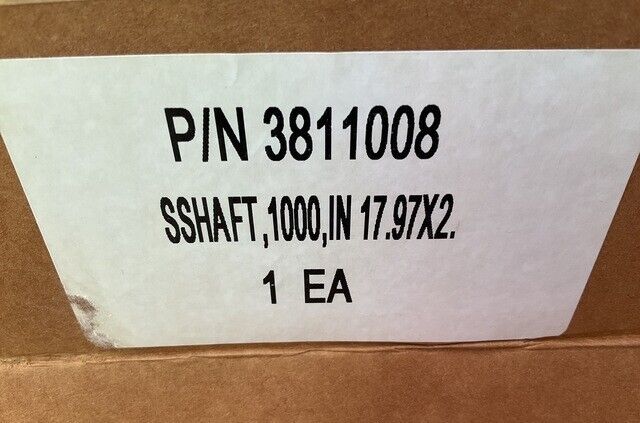 P/N 3811008
SSHAFT,1000,IN 17.97X2.
1 EA